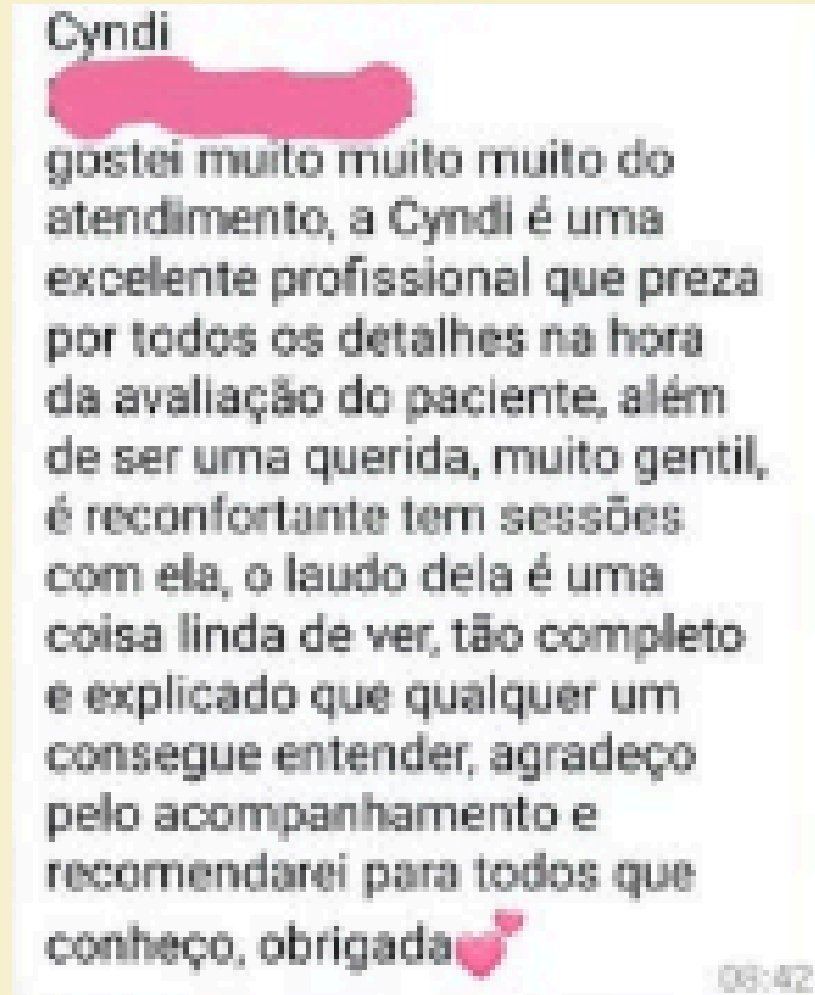 Cyndi
gostei muito muito muito do
atendimento, a Cyndi é uma
excelente profissional que preza
por todos os detalhes na hora
da avaliação do paciente, além
de ser uma querida, muito gentil,
é reconfortante tem sessões
com ela, o laudo dela é uma
coisa linda de ver, tão completo
e explicado que qualquer um
consegue entender, agradeço
pelo acompanhamento e
recomendarei para todos que
conheço, obrigada💕
08:42